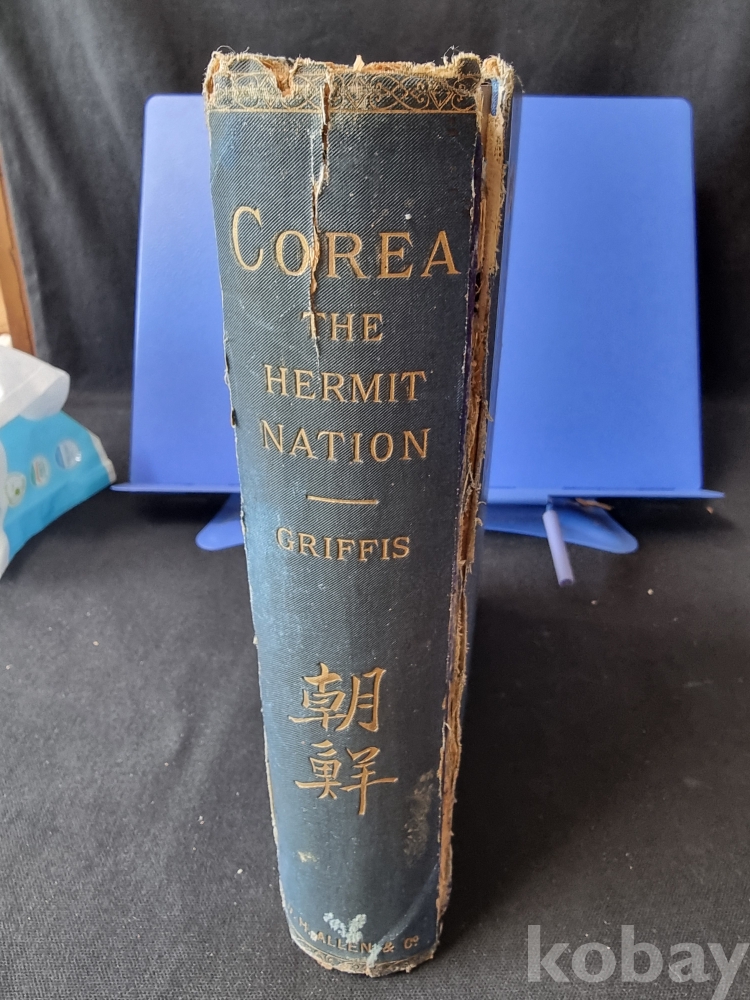 COREA
THE
HERMIT
NATION
GRIFFIS
朝
鮮
H. ALLEN & Co
kobay